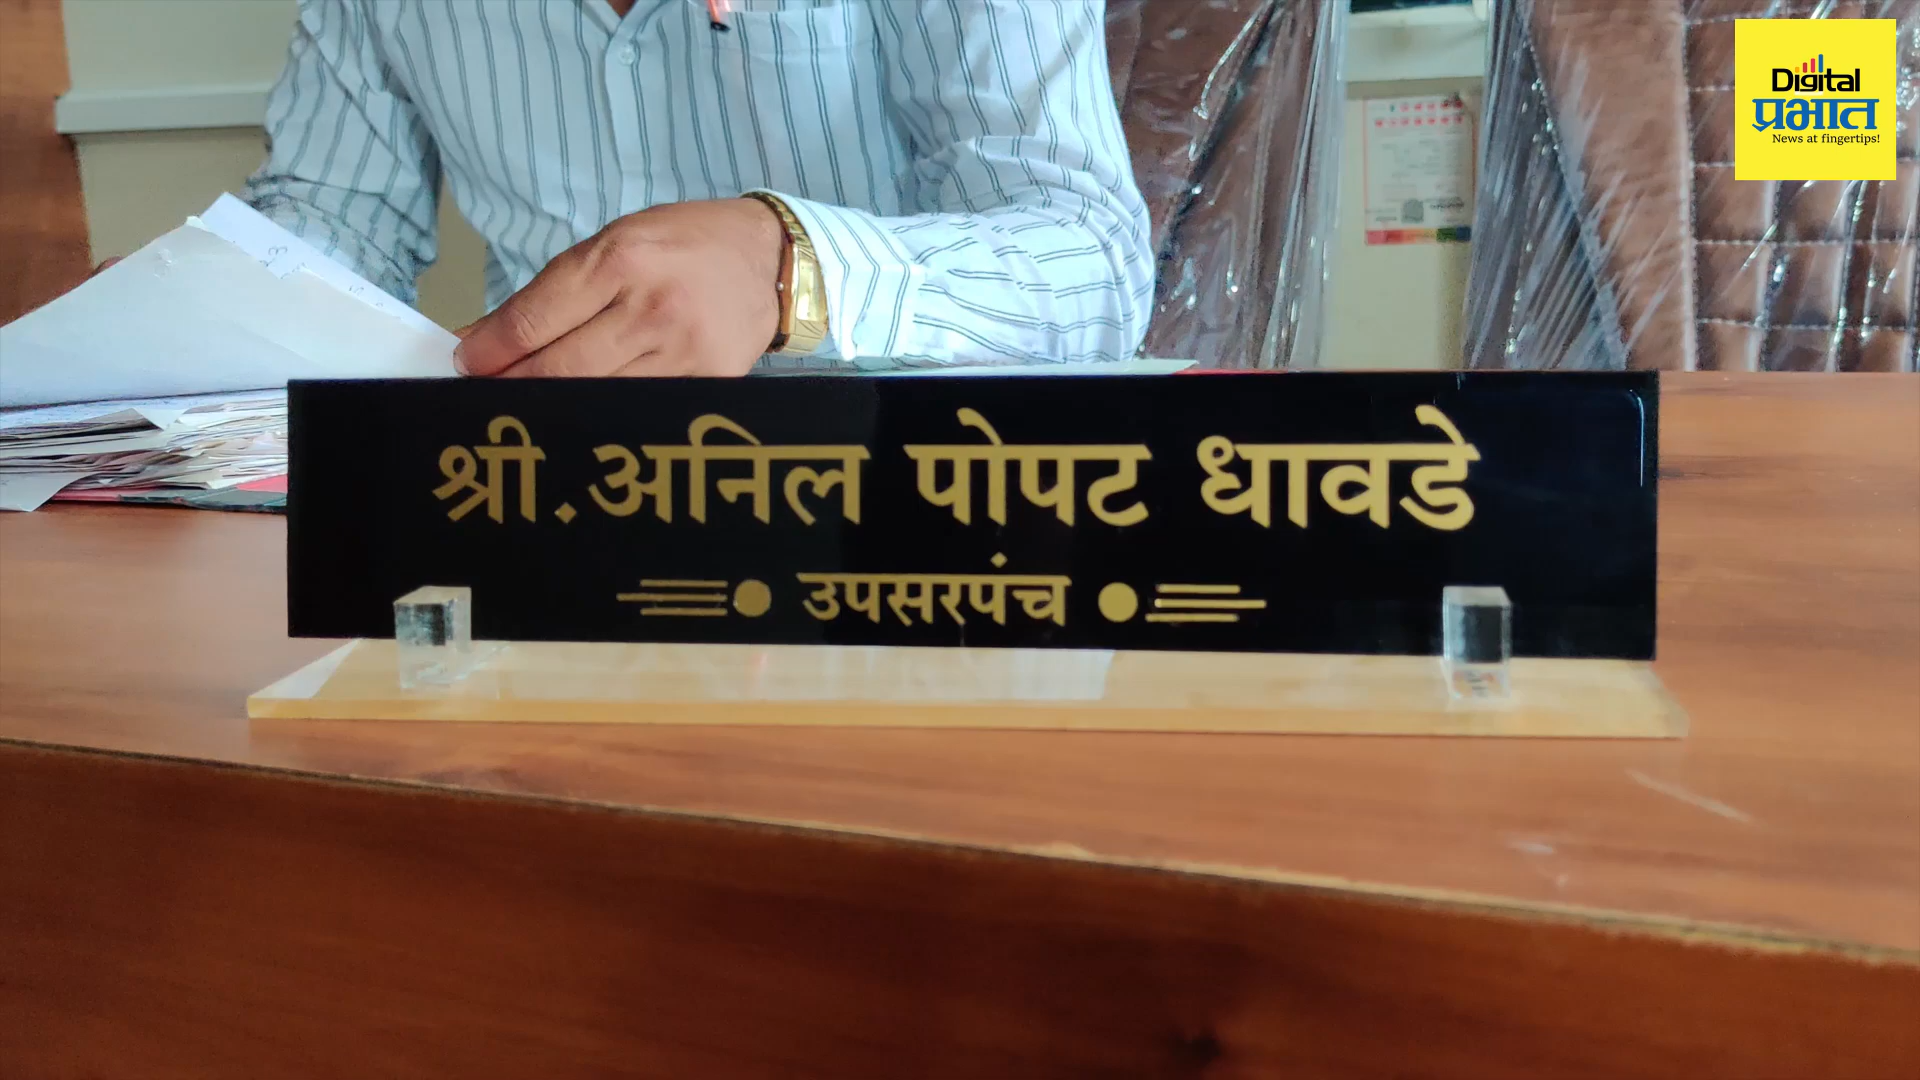 Digital
प्रभात
News at fingertips!
श्री.अनिल पोपट धावडे
उपसरपंच